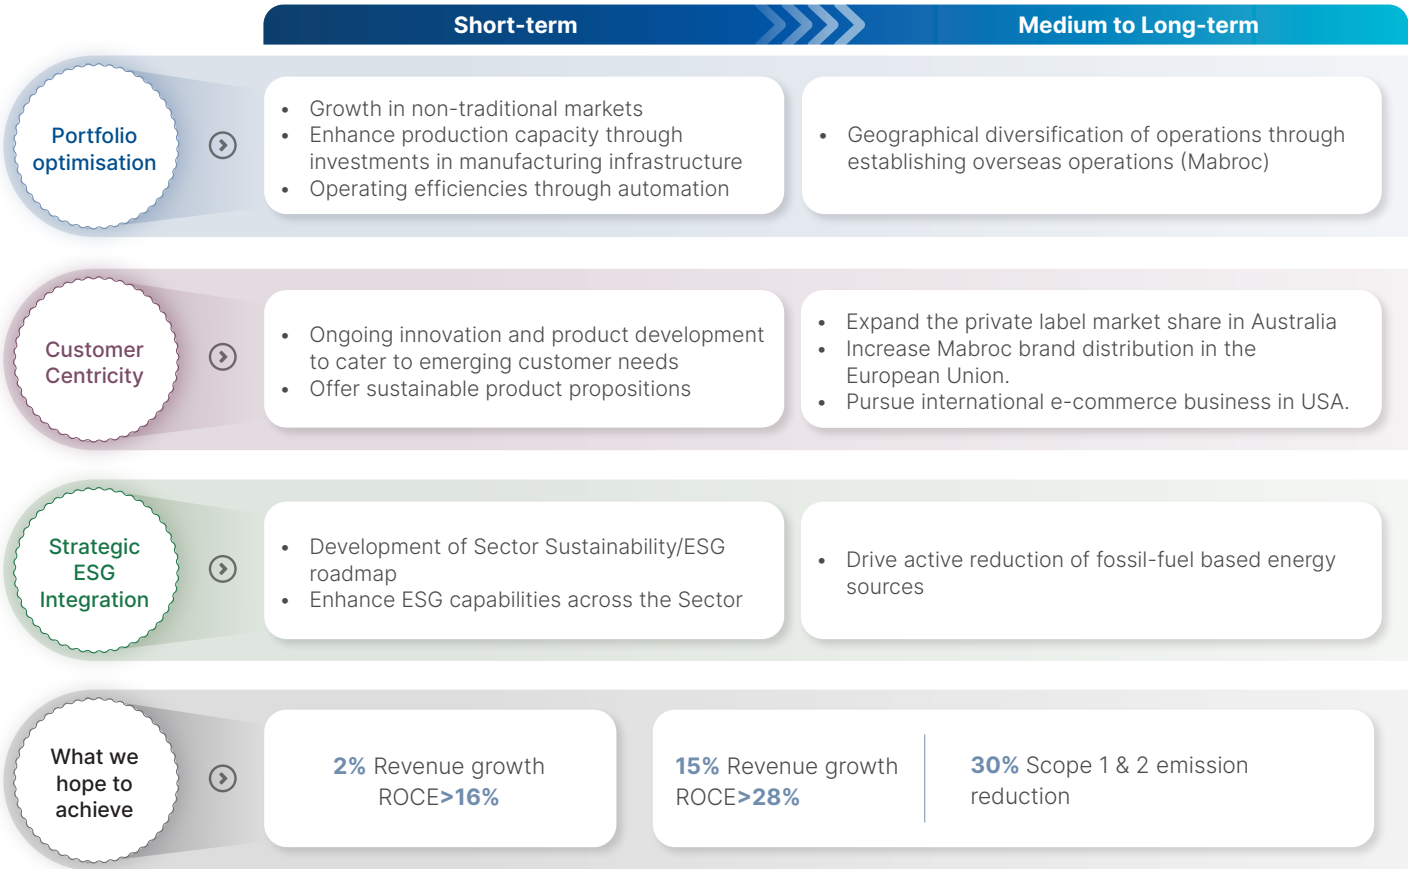 Short-term
Medium to Long-term
Portfolio
optimisation
• Growth in non-traditional markets
• Enhance production capacity through
investments in manufacturing infrastructure
• Operating efficiencies through automation
• Geographical diversification of operations through
establishing overseas operations (Mabroc)
Customer
Centricity
• Ongoing innovation and product development
to cater to emerging customer needs
• Offer sustainable product propositions
• Expand the private label market share in Australia
• Increase Mabroc brand distribution in the
European Union.
• Pursue international e-commerce business in USA.
Strategic
ESG
Integration
• Development of Sector Sustainability/ESG
roadmap
• Enhance ESG capabilities across the Sector
• Drive active reduction of fossil-fuel based energy
sources
What we
hope to
achieve
2% Revenue growth
ROCE>16%
15% Revenue growth
ROCE>28%
30% Scope 1 & 2 emission
reduction